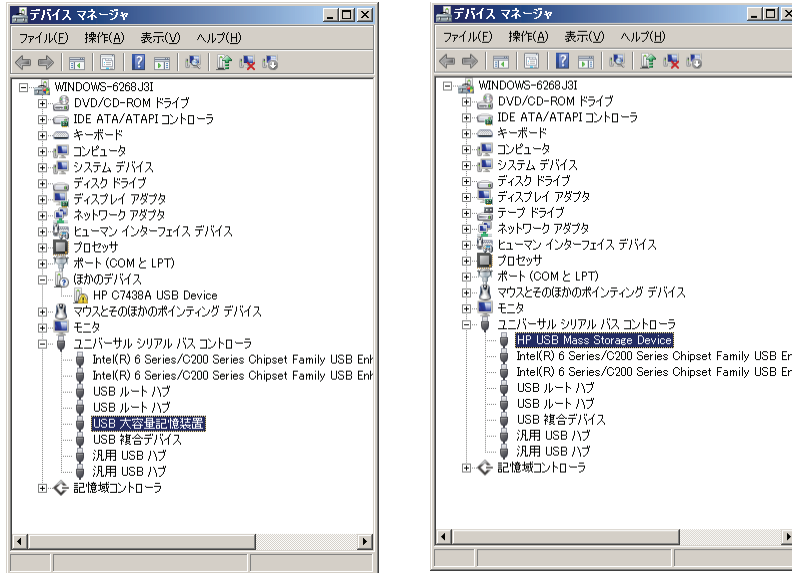 デバイス マネージャ
ファイル(F) 操作(A) 表示(V) ヘルプ(H)
WINDOWS-6268J3I
DVD/CD-ROM ドライブ
IDE ATA/ATAPI コントローラ
キーボード
コンピュータ
システム デバイス
ディスク ドライブ
ディスプレイ アダプタ
ネットワーク アダプタ
ヒューマン インターフェイス デバイス
プロセッサ
ポート (COM と LPT)
ほかのデバイス
HP C7438A USB Device
マウスとそのほかのポインティング デバイス
モニタ
ユニバーサル シリアル バス コントローラ
Intel(R) 6 Series/C200 Series Chipset Family USB Enh
Intel(R) 6 Series/C200 Series Chipset Family USB Enh
USB ルート ハブ
USB ルート ハブ
USB 大容量記憶装置
USB 複合デバイス
汎用 USB ハブ
汎用 USB ハブ
記憶域コントローラ
デバイス マネージャ
ファイル(F) 操作(A) 表示(V) ヘルプ(H)
WINDOWS-6268J3I
DVD/CD-ROM ドライブ
IDE ATA/ATAPI コントローラ
キーボード
コンピュータ
システム デバイス
ディスク ドライブ
ディスプレイ アダプタ
テープ ドライブ
ネットワーク アダプタ
ヒューマン インターフェイス デバイス
プロセッサ
ポート (COM と LPT)
マウスとそのほかのポインティング デバイス
モニタ
ユニバーサル シリアル バス コントローラ
HP USB Mass Storage Device
Intel(R) 6 Series/C200 Series Chipset Family USB Er
Intel(R) 6 Series/C200 Series Chipset Family USB Er
USB ルート ハブ
USB ルート ハブ
USB 複合デバイス
汎用 USB ハブ
汎用 USB ハブ
記憶域コントローラ